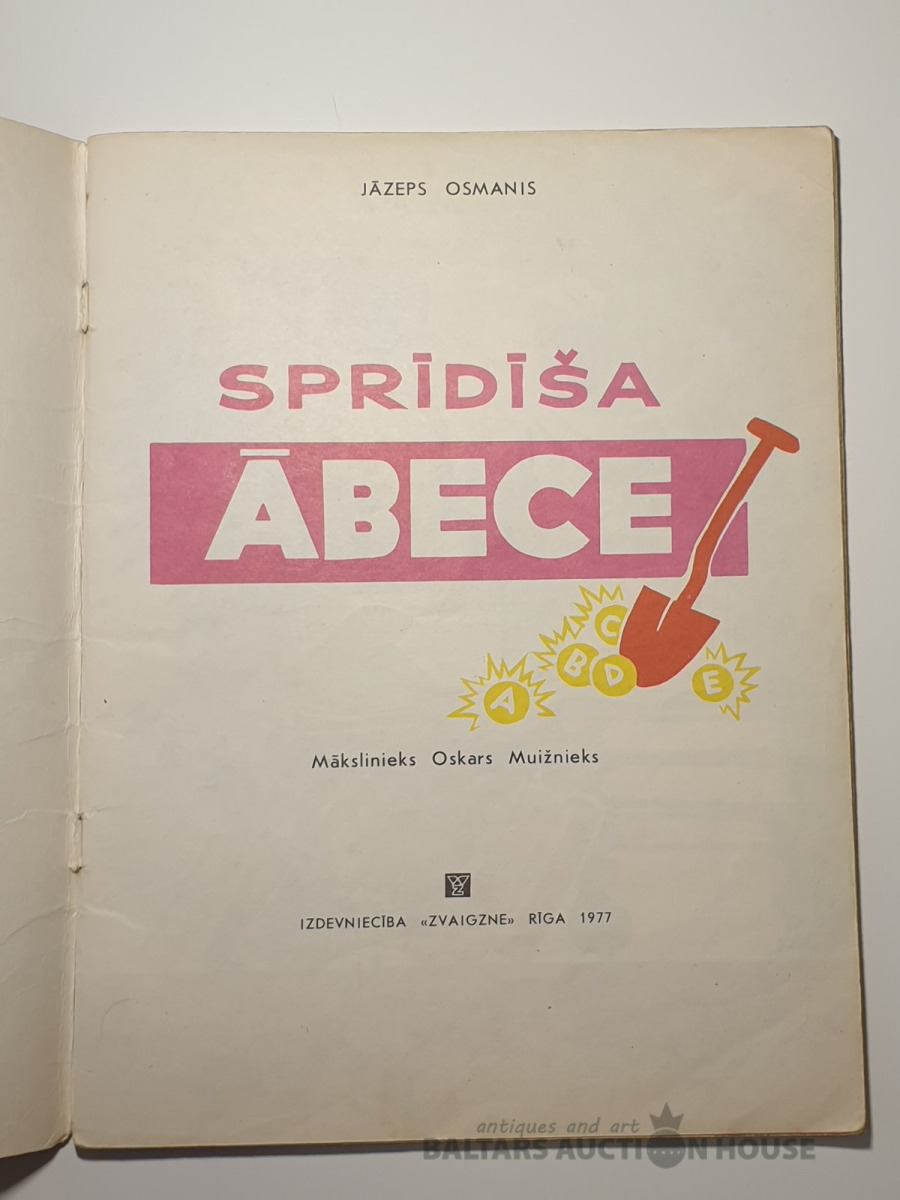 JĀZEPS OSMANIS
SPRĪDĪŠA
ĀBECE
C
B D
A
E
Mākslinieks Oskars Muižnieks
IZDEVNIECĪBA «ZVAIGZNE» RĪGA 1977
antiques and art
BALTARS AUCTION HOUSE